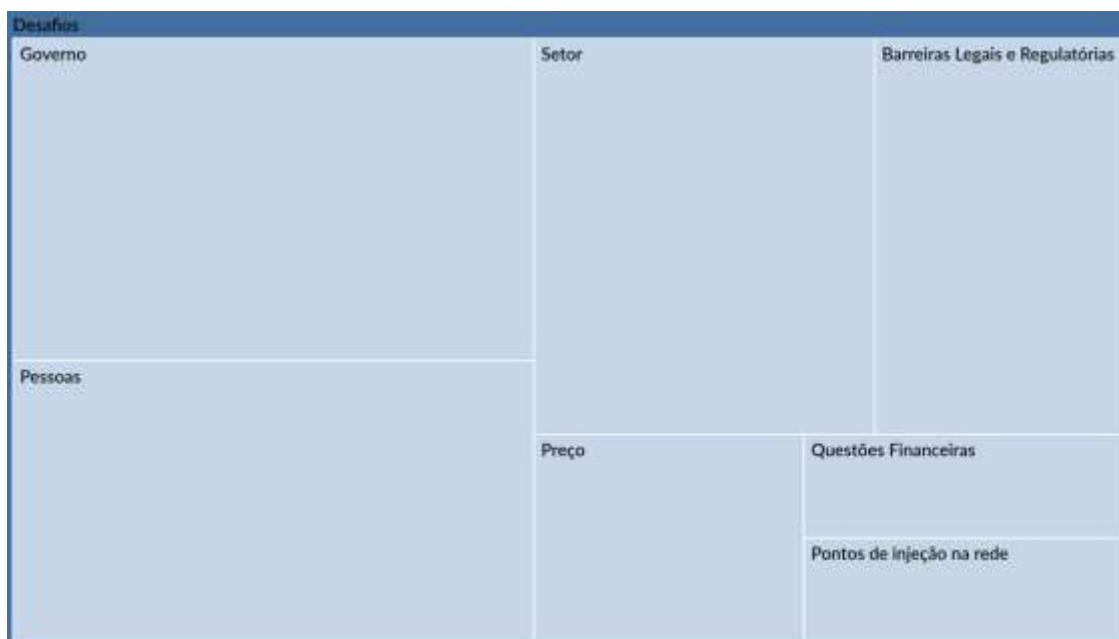 Desafios
Governo
Setor
Barreiras Legais e Regulatórias
Pessoas
Preço
Questões Financeiras
Pontos de injeção na rede